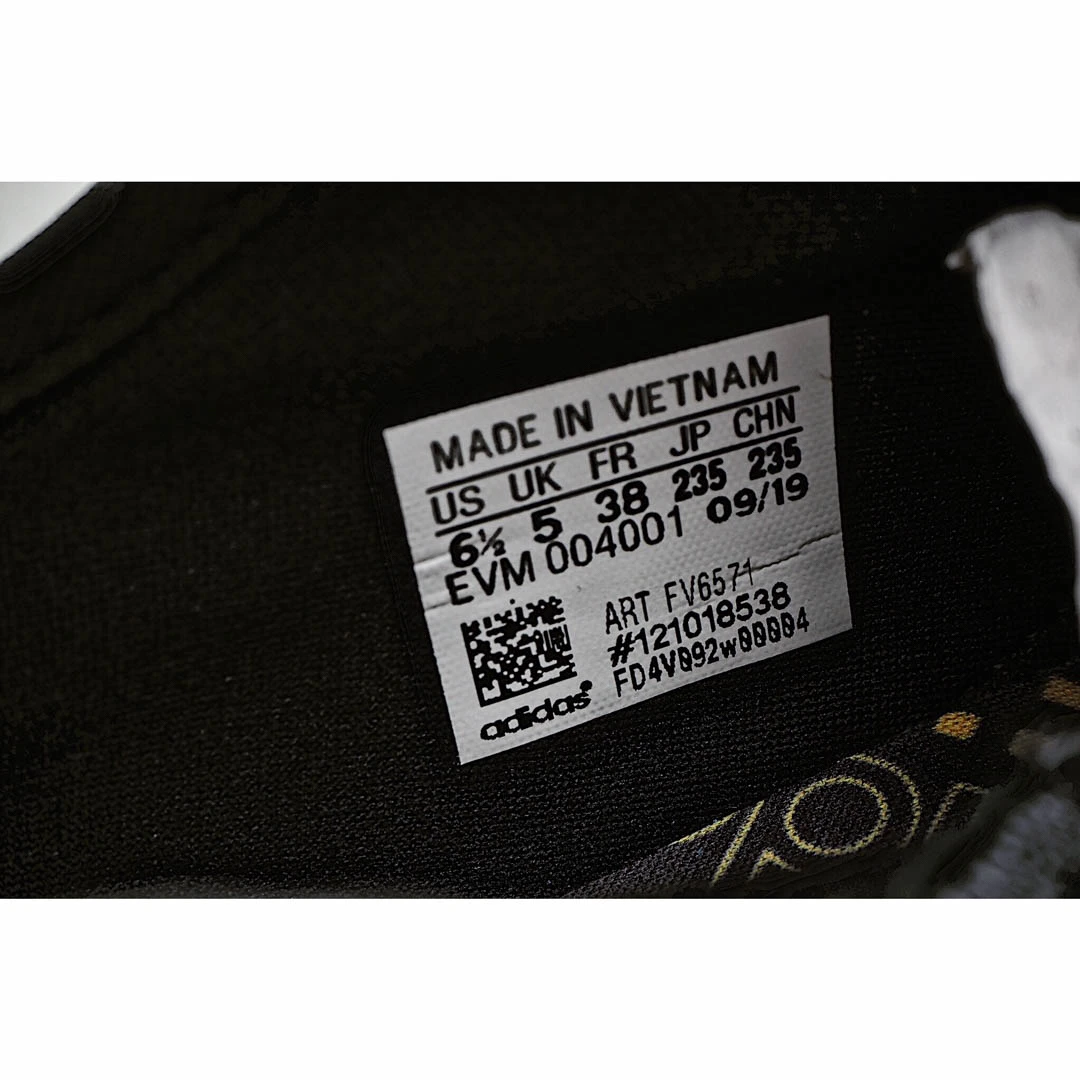 MADE IN VIETNAM
US UK FR JP CHN
6½ 5 38 235 235
EVM 004001 09/19
ART FV6571
#121018538
FD4V092w00004
adidas®